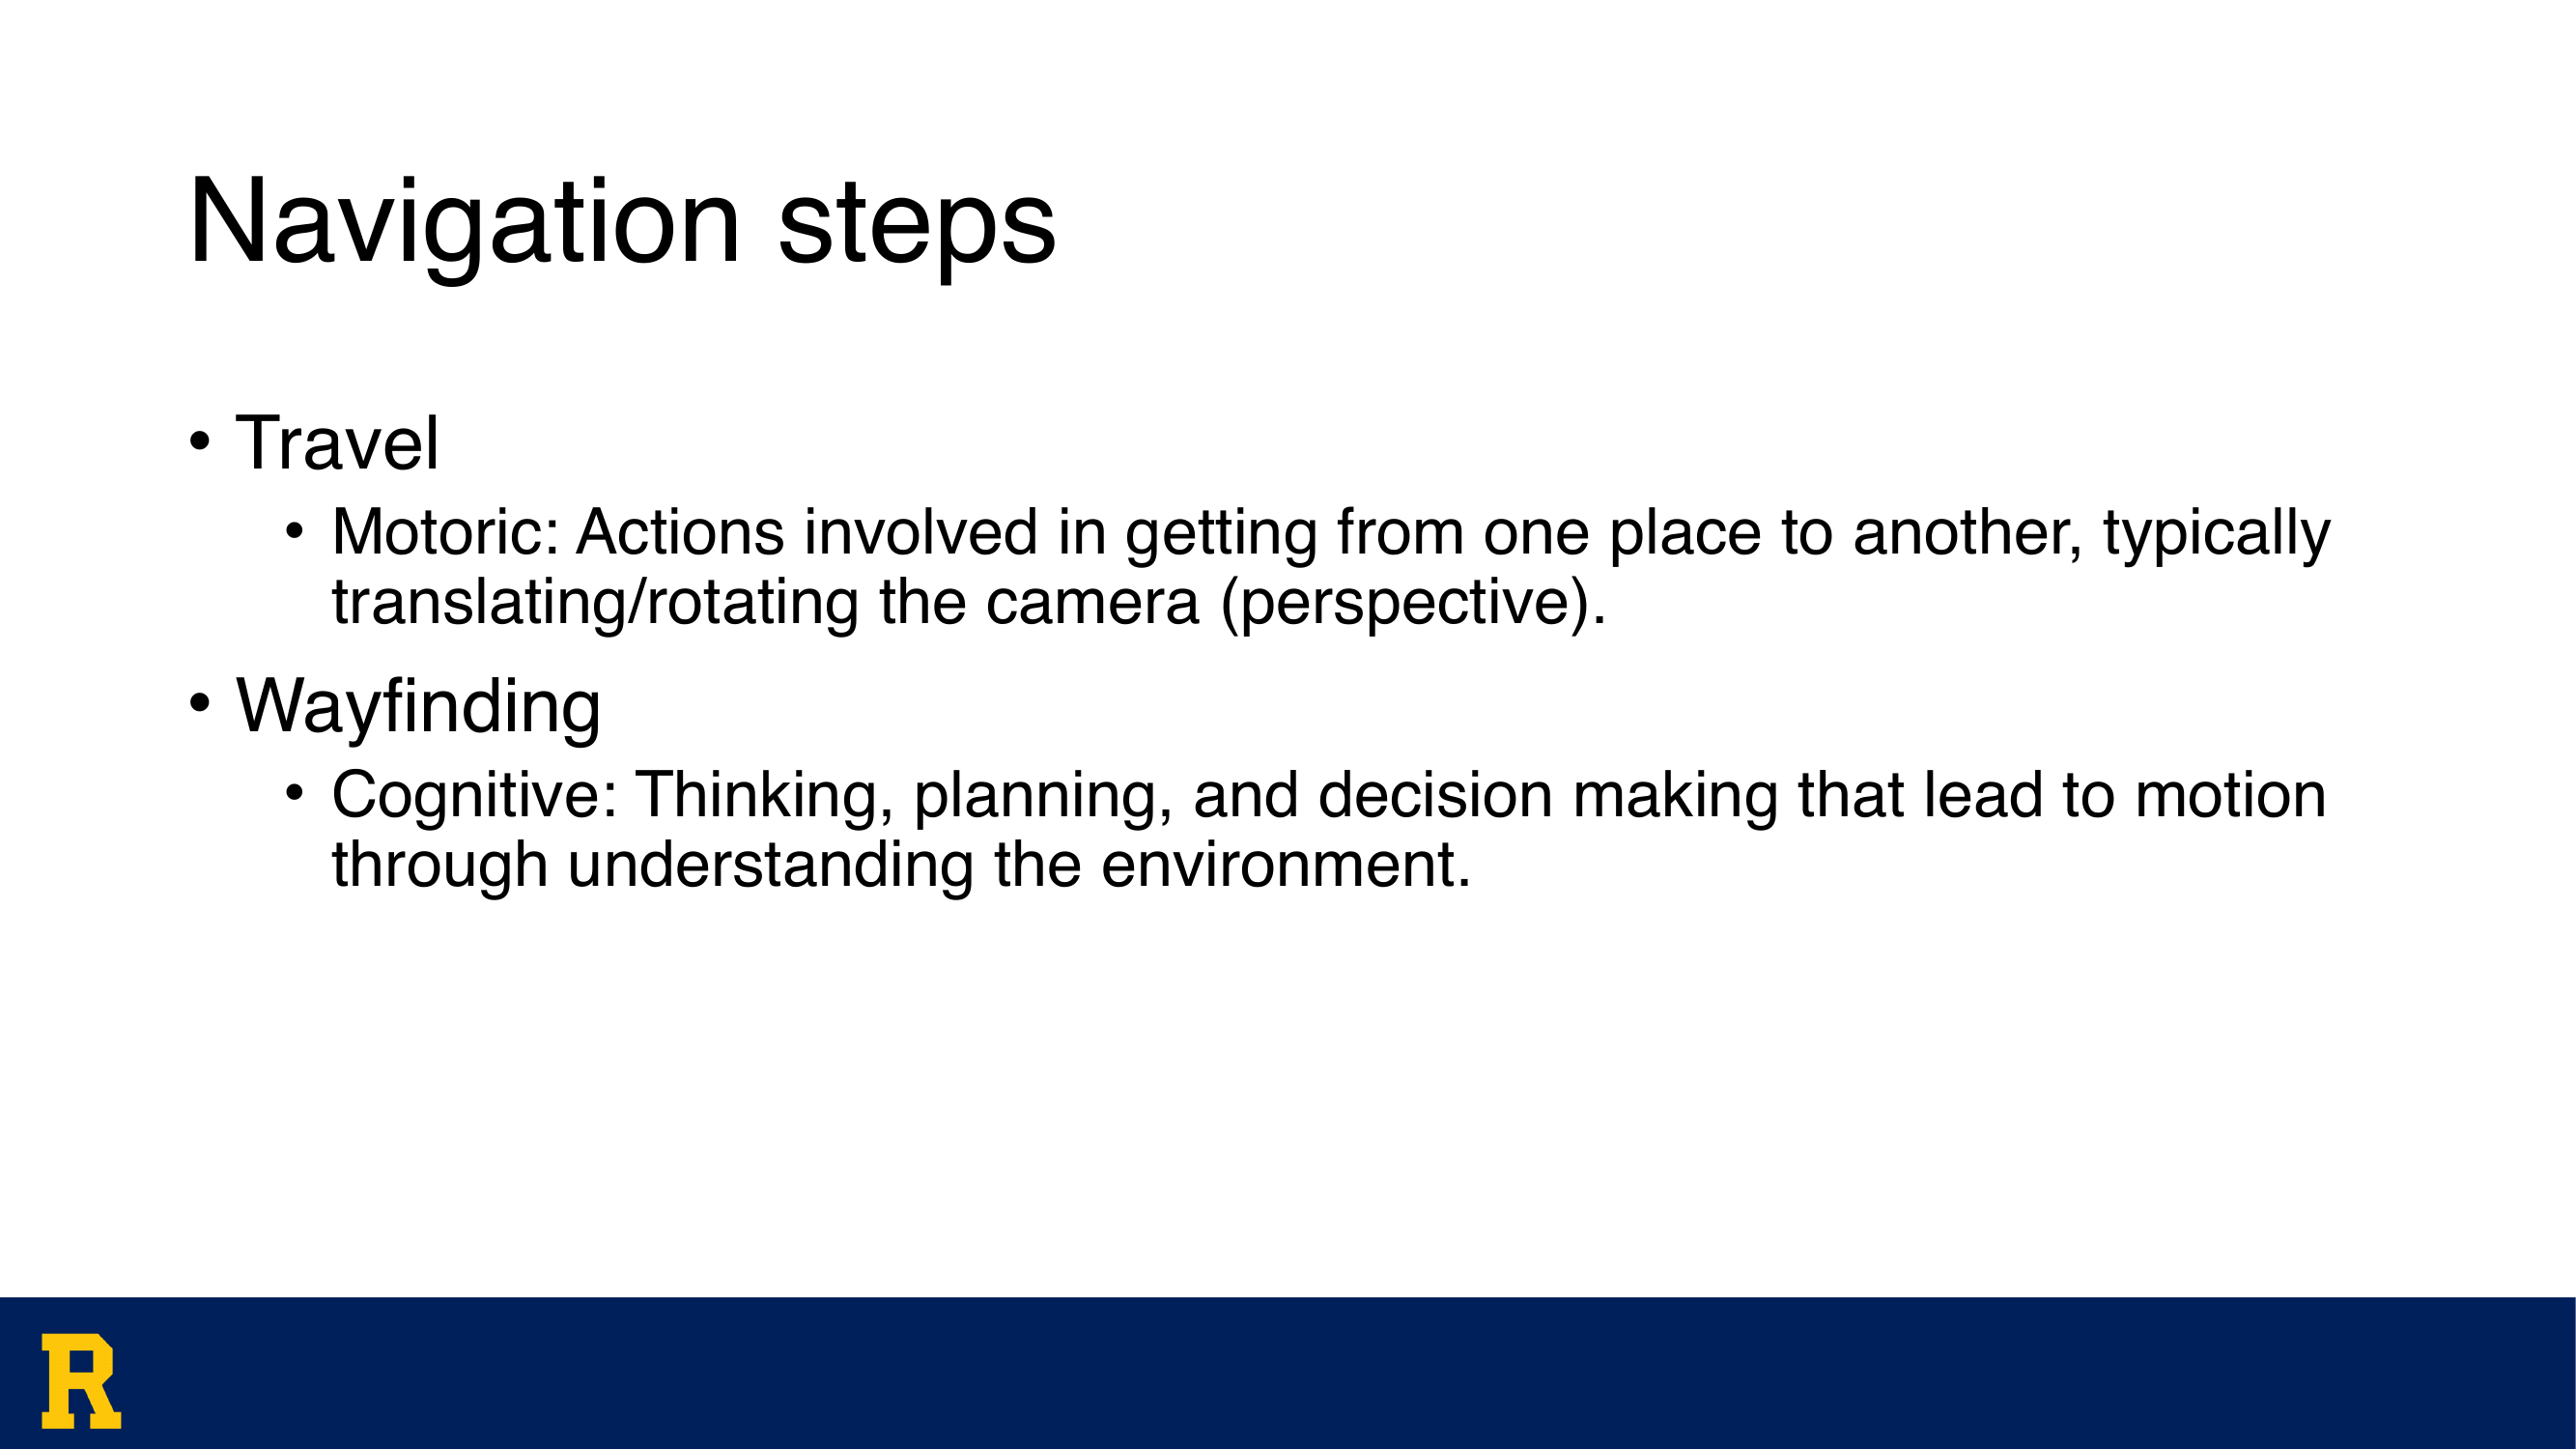 Navigation steps
• Travel
• Motoric: Actions involved in getting from one place to another, typically
translating/rotating the camera (perspective).
• Wayfinding
• Cognitive: Thinking, planning, and decision making that lead to motion
through understanding the environment.
R